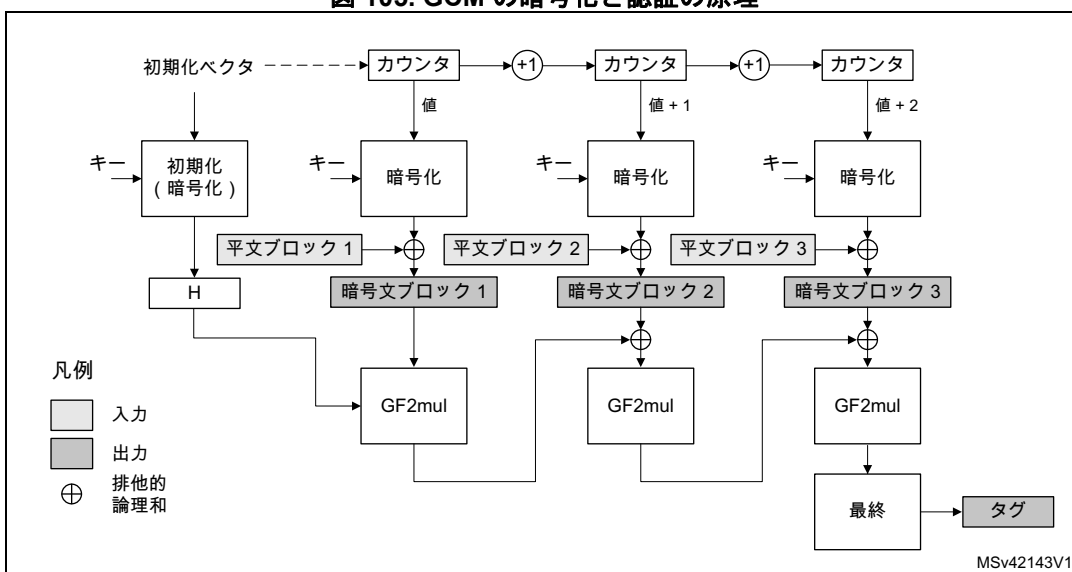 図 103. GCM の暗号化と認証の原理
初期化ベクタ
カウンタ
+1
カウンタ
+1
カウンタ
値
値 + 1
値 + 2
キー
初期化
( 暗号化 )
キー
暗号化
キー
暗号化
キー
暗号化
平文ブロック 1
平文ブロック 2
平文ブロック 3
H
暗号文ブロック 1
暗号文ブロック 2
暗号文ブロック 3
凡例
入力
出力
排他的
論理和
GF2mul
GF2mul
GF2mul
最終
タグ
MSv42143V1